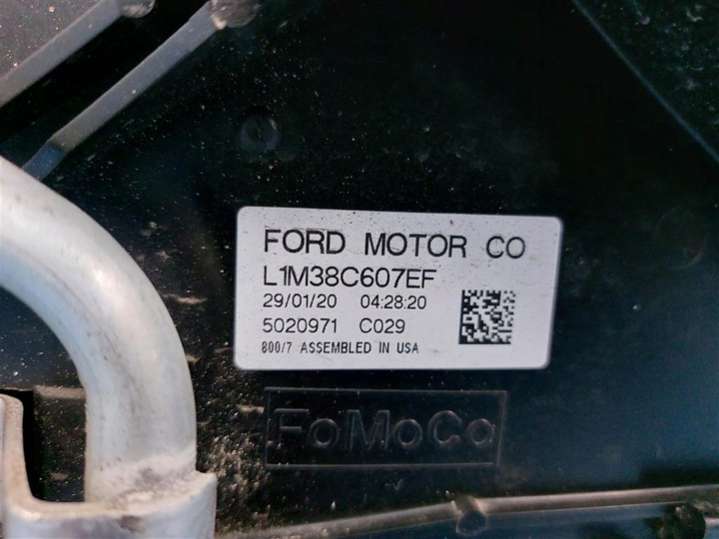 FORD MOTOR CO
L1M38C607EF
29/01/20 04:28:20
5020971 C029
800/7 ASSEMBLED IN USA
FoMoCo